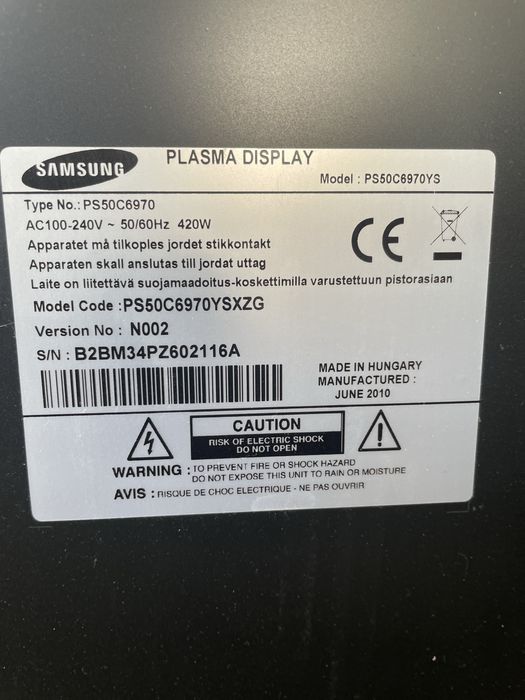 SAMSUNG
PLASMA DISPLAY
Model : PS50C6970YS
Type No.: PS50C6970
AC100-240V ~ 50/60Hz 420W
Apparatet må tilkoples jordet stikkontakt
Apparaten skall anslutas till jordat uttag
Laite on liitettävä suojamaadoitus-koskettimilla varustettuun pistorasiaan
CE
Model Code : PS50C6970YSXZG
Version No : N002
S/N : B2BM34PZ602116A
MADE IN HUNGARY
MANUFACTURED :
JUNE 2010
CAUTION
RISK OF ELECTRIC SHOCK
DO NOT OPEN
WARNING : TO PREVENT FIRE OR SHOCK HAZARD
DO NOT EXPOSE THIS UNIT TO RAIN OR MOISTURE
AVIS : RISQUE DE CHOC ELECTRIQUE - NE PAS OUVRIR